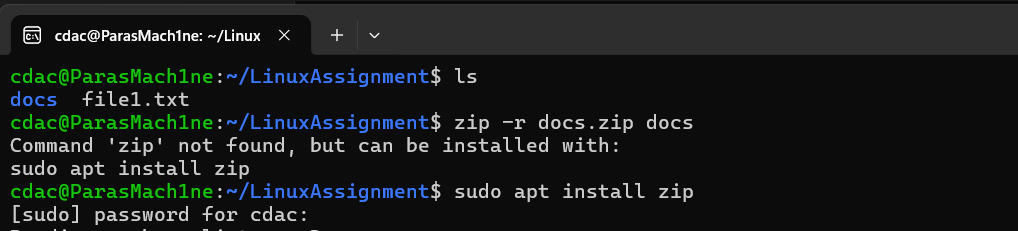 cdac@ParasMach1ne: ~/Linux
cdac@ParasMach1ne:~/LinuxAssignment$ ls
docs  file1.txt
cdac@ParasMach1ne:~/LinuxAssignment$ zip -r docs.zip docs
Command 'zip' not found, but can be installed with:
sudo apt install zip
cdac@ParasMach1ne:~/LinuxAssignment$ sudo apt install zip
[sudo] password for cdac: